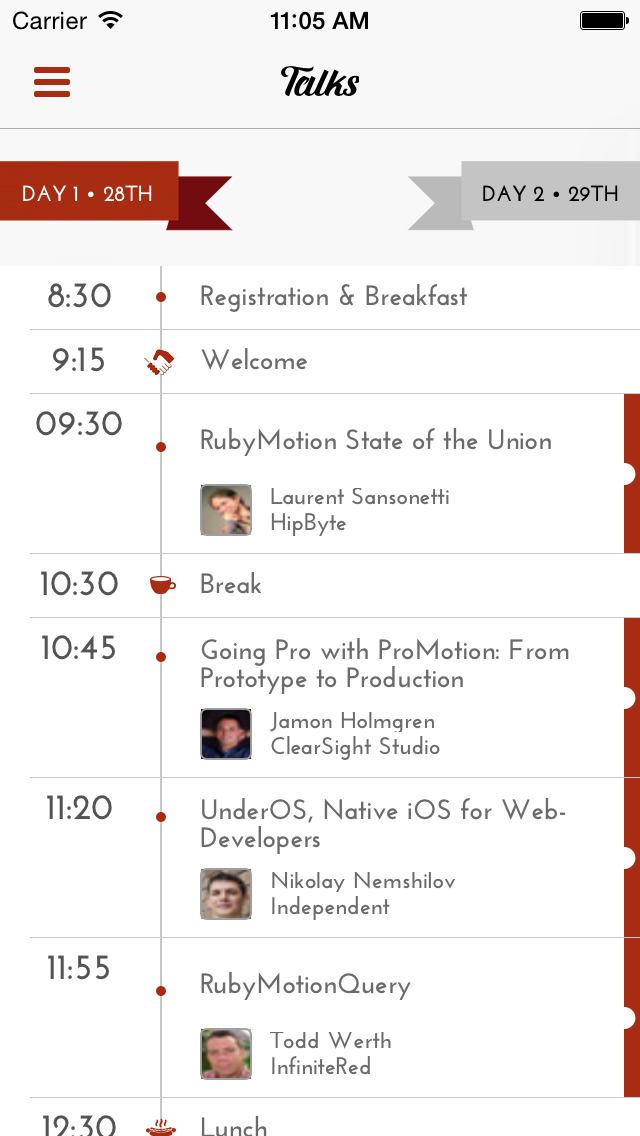 Carrier 11:05 AM
Talks
DAY 1 • 28TH DAY 2 • 29TH
8:30 Registration & Breakfast
9:15 Welcome
09:30 RubyMotion State of the Union
Laurent Sansonetti
HipByte
10:30 Break
10:45 Going Pro with ProMotion: From
Prototype to Production
Jamon Holmgren
ClearSight Studio
11:20 UnderOS, Native iOS for Web-
Developers
Nikolay Nemshilov
Independent
11:55 RubyMotionQuery
Todd Werth
InfiniteRed
12:30 Lunch